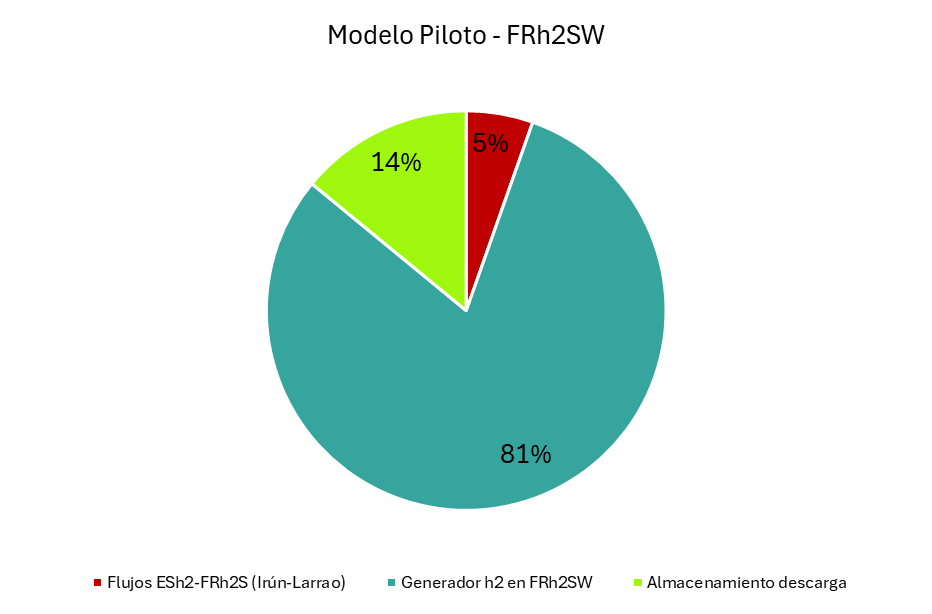 Modelo Piloto - FRh2SW
5%
14%
81%
Flujos ESh2-FRh2S (Irún-Larrao)
Generador h2 en FRh2SW
Almacenamiento descarga